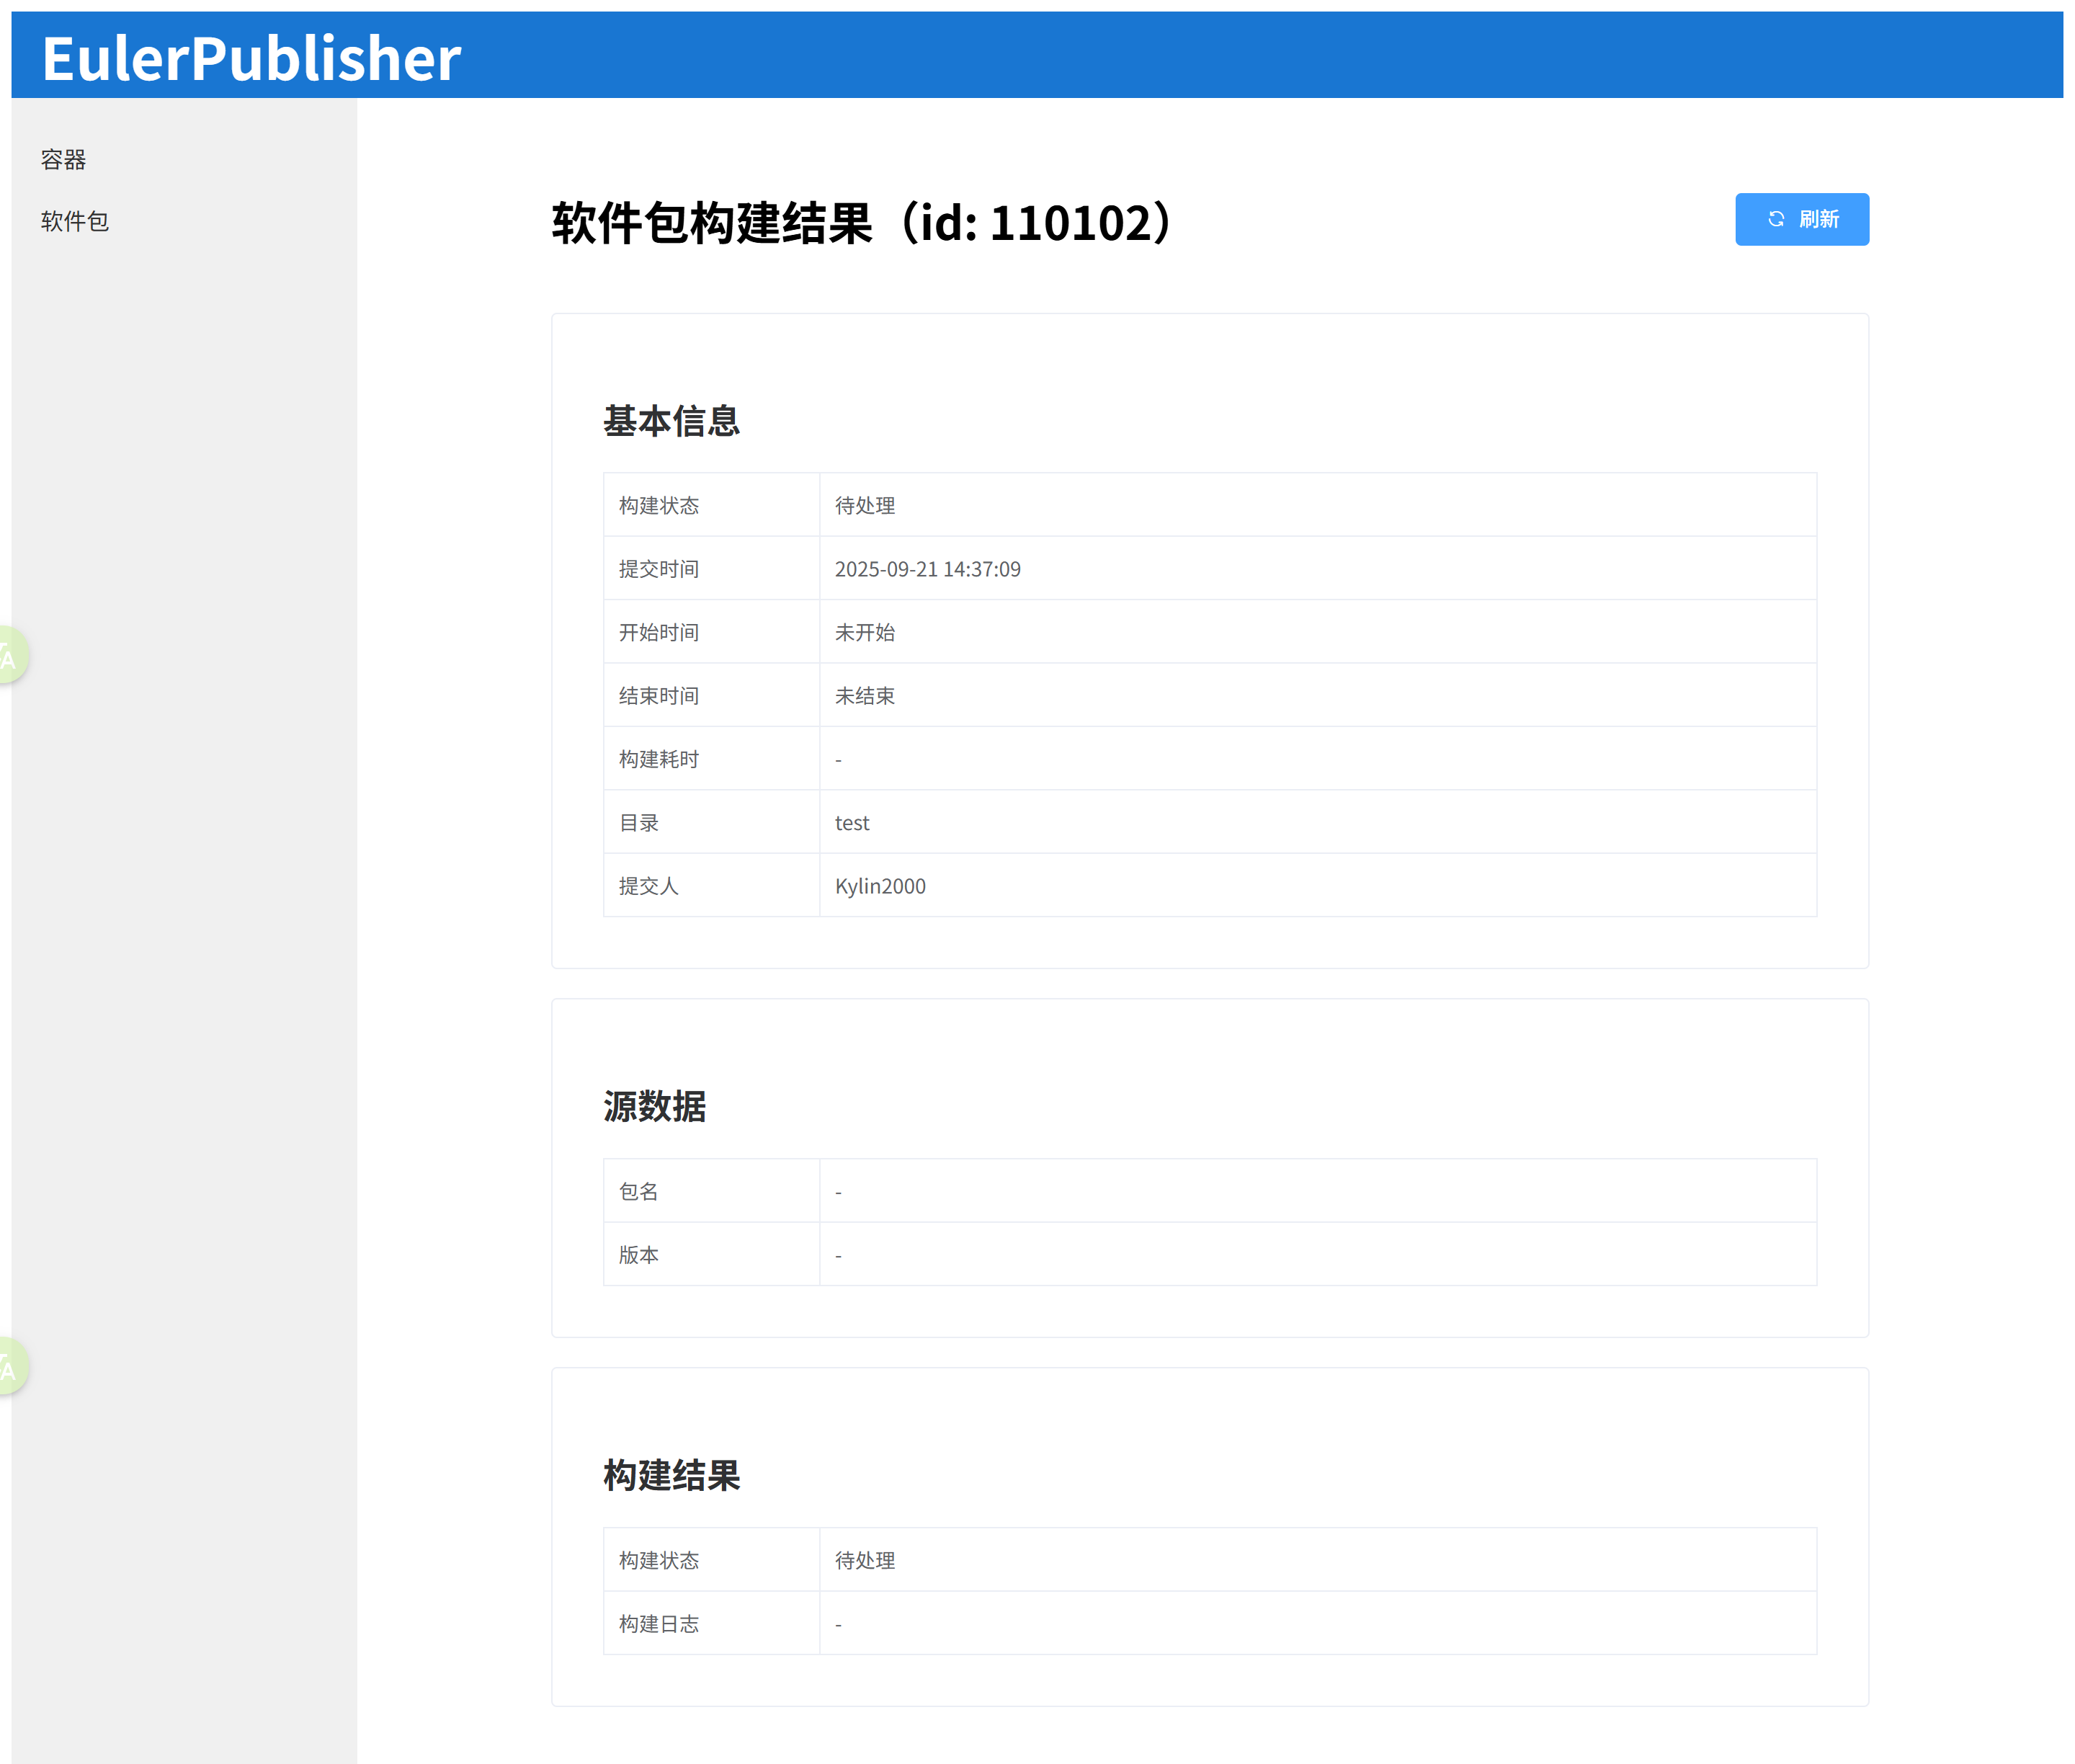 EulerPublisher
容器
软件包
软件包构建结果（id: 110102）
刷新
基本信息
构建状态 待处理
提交时间 2025-09-21 14:37:09
开始时间 未开始
结束时间 未结束
构建耗时 -
目录 test
提交人 Kylin2000
源数据
包名 -
版本 -
构建结果
构建状态 待处理
构建日志 -